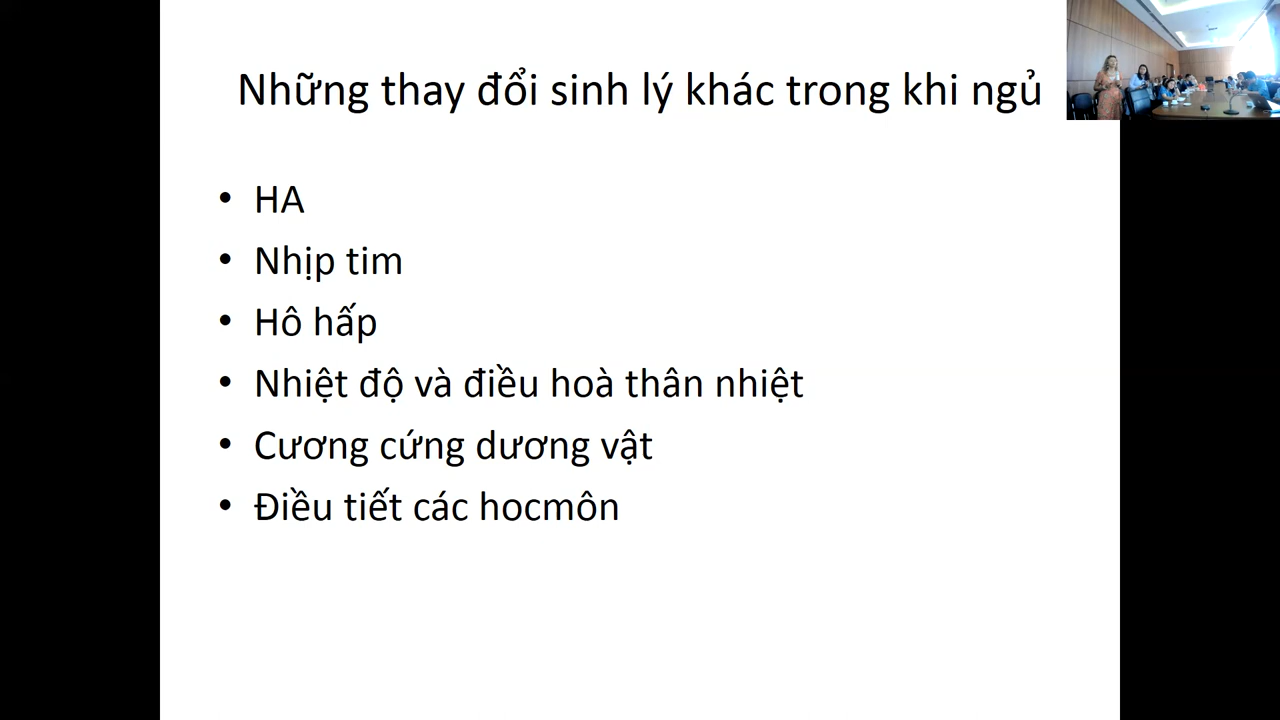 Những thay đổi sinh lý khác trong khi ngủ
• HA
• Nhịp tim
• Hô hấp
• Nhiệt độ và điều hoà thân nhiệt
• Cương cứng dương vật
• Điều tiết các hocmôn